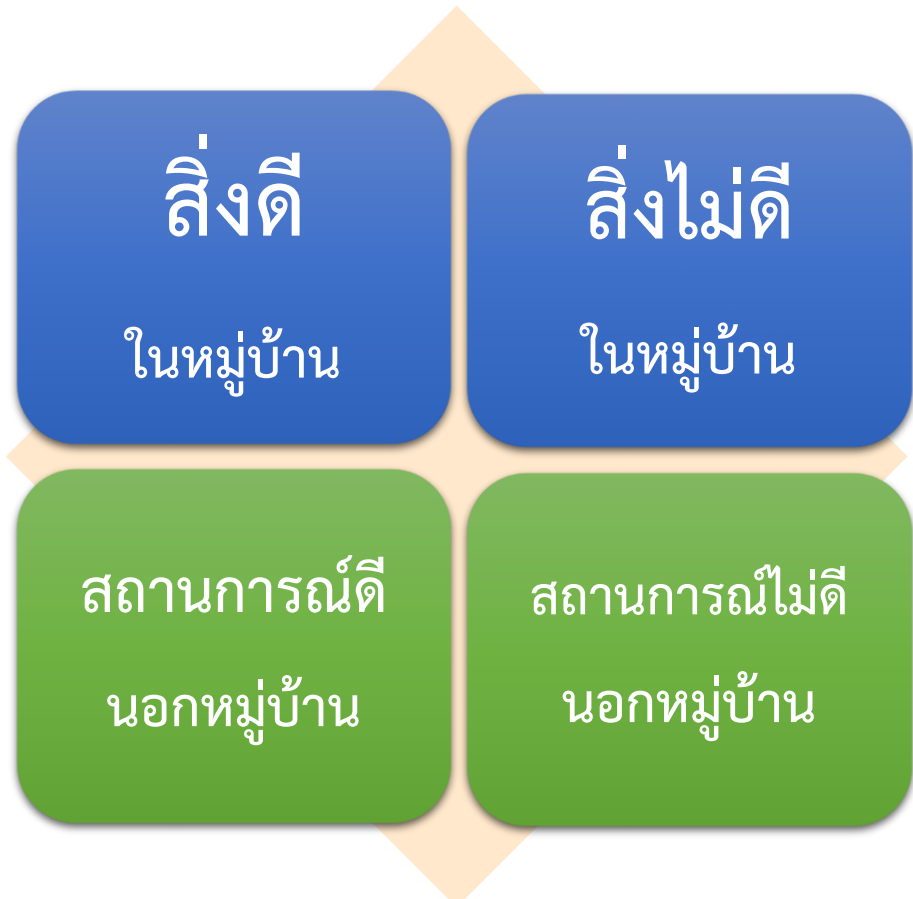 สิ่งดี
ในหมู่บ้าน
สิ่งไม่ดี
ในหมู่บ้าน
สถานการณ์ดี
นอกหมู่บ้าน
สถานการณ์ไม่ดี
นอกหมู่บ้าน